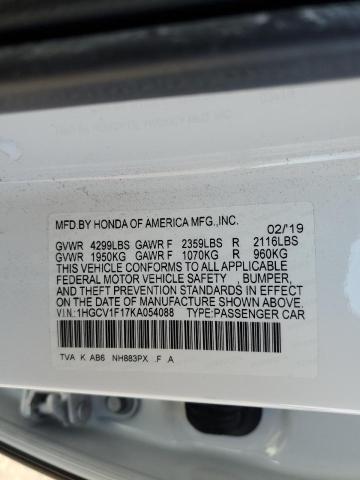 MFD.BY HONDA OF AMERICA MFG.,INC. 02/'19
GVWR 4299LBS GAWR F 2359LBS R 2116LBS
GVWR 1950KG GAWR F 1070KG R 960KG
THIS VEHICLE CONFORMS TO ALL APPLICABLE
FEDERAL MOTOR VEHICLE SAFETY , BUMPER,
AND THEFT PREVENTION STANDARDS IN EFFECT
ON THE DATE OF MANUFACTURE SHOWN ABOVE.
V.I.N.:1HGCV1F17KA054088 TYPE:PASSENGER CAR
TVA K AB6 NH883PX .F .A